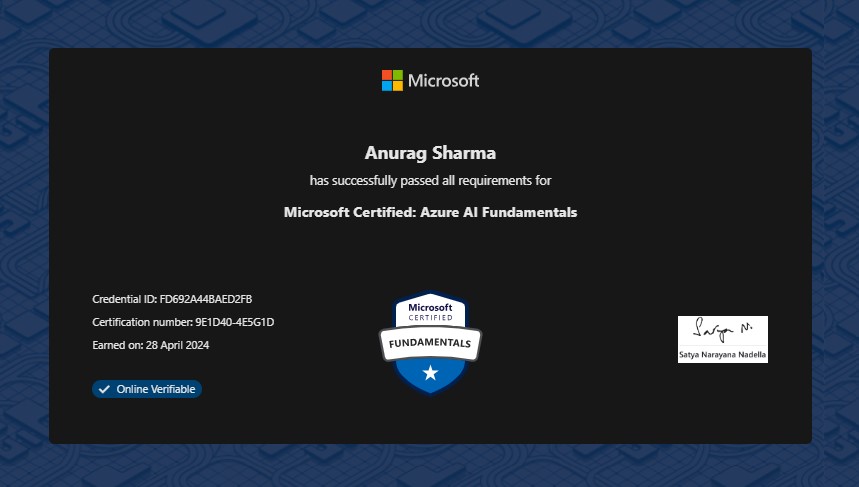 Microsoft
Anurag Sharma
has successfully passed all requirements for
Microsoft Certified: Azure AI Fundamentals
Credential ID: FD692A44BAED2FB
Certification number: 9E1D40-4E5G1D
Earned on: 28 April 2024
Online Verifiable
Microsoft
CERTIFIED
FUNDAMENTALS
Satya N.
Satya Narayana Nadella